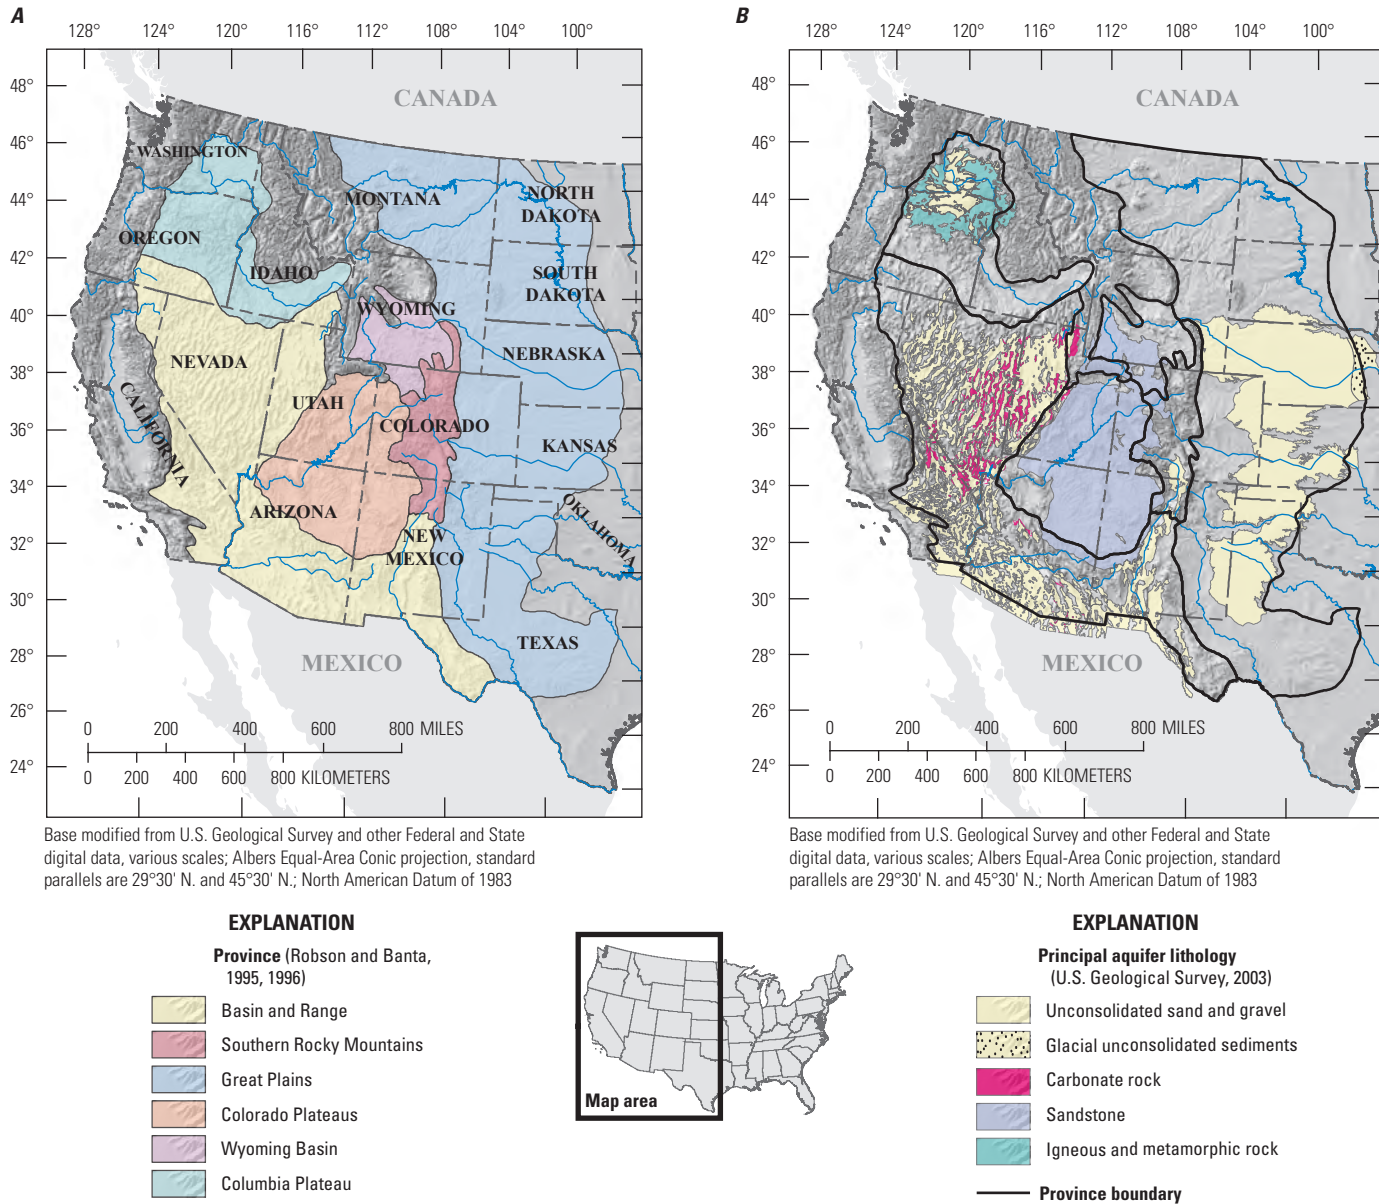 A
128° 124° 120° 116° 112° 108° 104° 100°
48°
46°
44°
42°
40°
38°
36°
34°
32°
30°
28°
26°
24°
CANADA
WASHINGTON
MONTANA
NORTH
DAKOTA
OREGON
IDAHO
SOUTH
DAKOTA
WYOMING
NEBRASKA
NEVADA
UTAH
COLORADO
CALIFORNIA
KANSAS
ARIZONA
OKLAHOMA
NEW
MEXICO
TEXAS
MEXICO
0 200 400 600 800 MILES
0 200 400 600 800 KILOMETERS
Base modified from U.S. Geological Survey and other Federal and State
digital data, various scales; Albers Equal-Area Conic projection, standard
parallels are 29°30' N. and 45°30' N.; North American Datum of 1983
B
128° 124° 120° 116° 112° 108° 104° 100°
48°
46°
44°
42°
40°
38°
36°
34°
32°
30°
28°
26°
24°
CANADA
MEXICO
0 200 400 600 800 MILES
0 200 400 600 800 KILOMETERS
Base modified from U.S. Geological Survey and other Federal and State
digital data, various scales; Albers Equal-Area Conic projection, standard
parallels are 29°30' N. and 45°30' N.; North American Datum of 1983
EXPLANATION
Province (Robson and Banta,
1995, 1996)
Basin and Range
Southern Rocky Mountains
Great Plains
Colorado Plateaus
Wyoming Basin
Columbia Plateau
Map area
EXPLANATION
Principal aquifer lithology
(U.S. Geological Survey, 2003)
Unconsolidated sand and gravel
Glacial unconsolidated sediments
Carbonate rock
Sandstone
Igneous and metamorphic rock
Province boundary